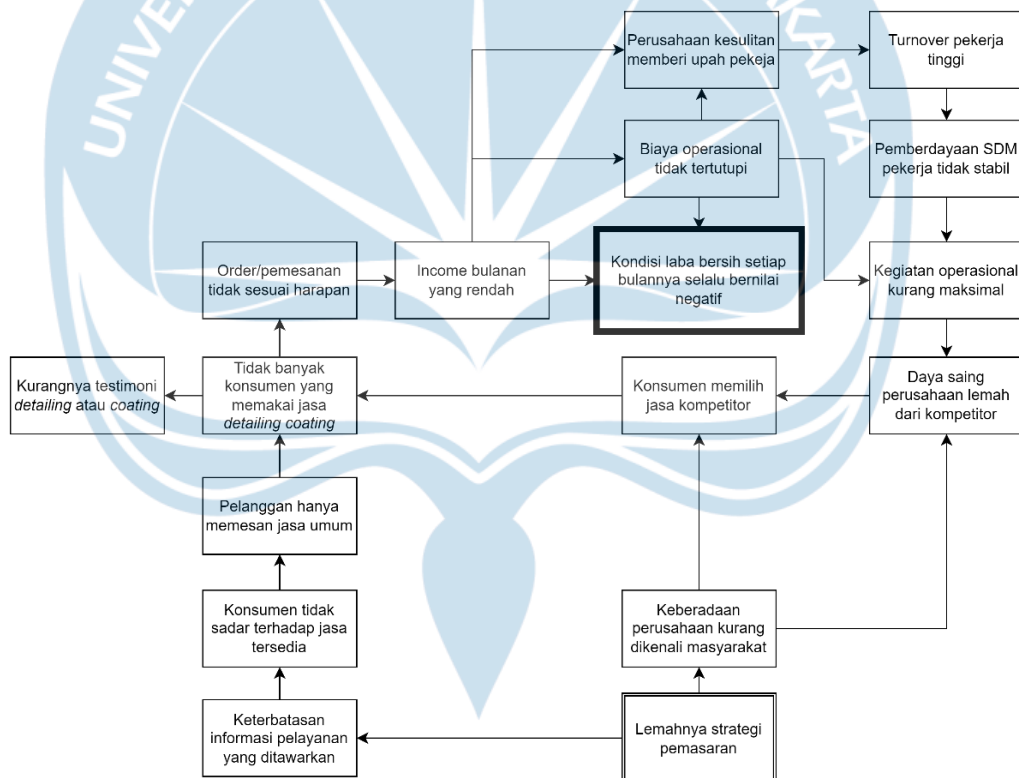 UNIVER
AKARTA
Perusahaan kesulitan
memberi upah pekeja
Turnover pekerja
tinggi
Biaya operasional
tidak tertutupi
Pemberdayaan SDM
pekerja tidak stabil
Order/pemesanan
tidak sesuai harapan
Income bulanan
yang rendah
Kondisi laba bersih setiap
bulannya selalu bernilai
negatif
Kegiatan operasional
kurang maksimal
Kurangnya testimoni
detailing atau coating
Tidak banyak
konsumen yang
memakai jasa
detailing coating
Konsumen memilih
jasa kompetitor
Daya saing
perusahaan lemah
dari kompetitor
Pelanggan hanya
memesan jasa umum
Konsumen tidak
sadar terhadap jasa
tersedia
Keberadaan
perusahaan kurang
dikenali masyarakat
Keterbatasan
informasi pelayanan
yang ditawarkan
Lemahnya strategi
pemasaran